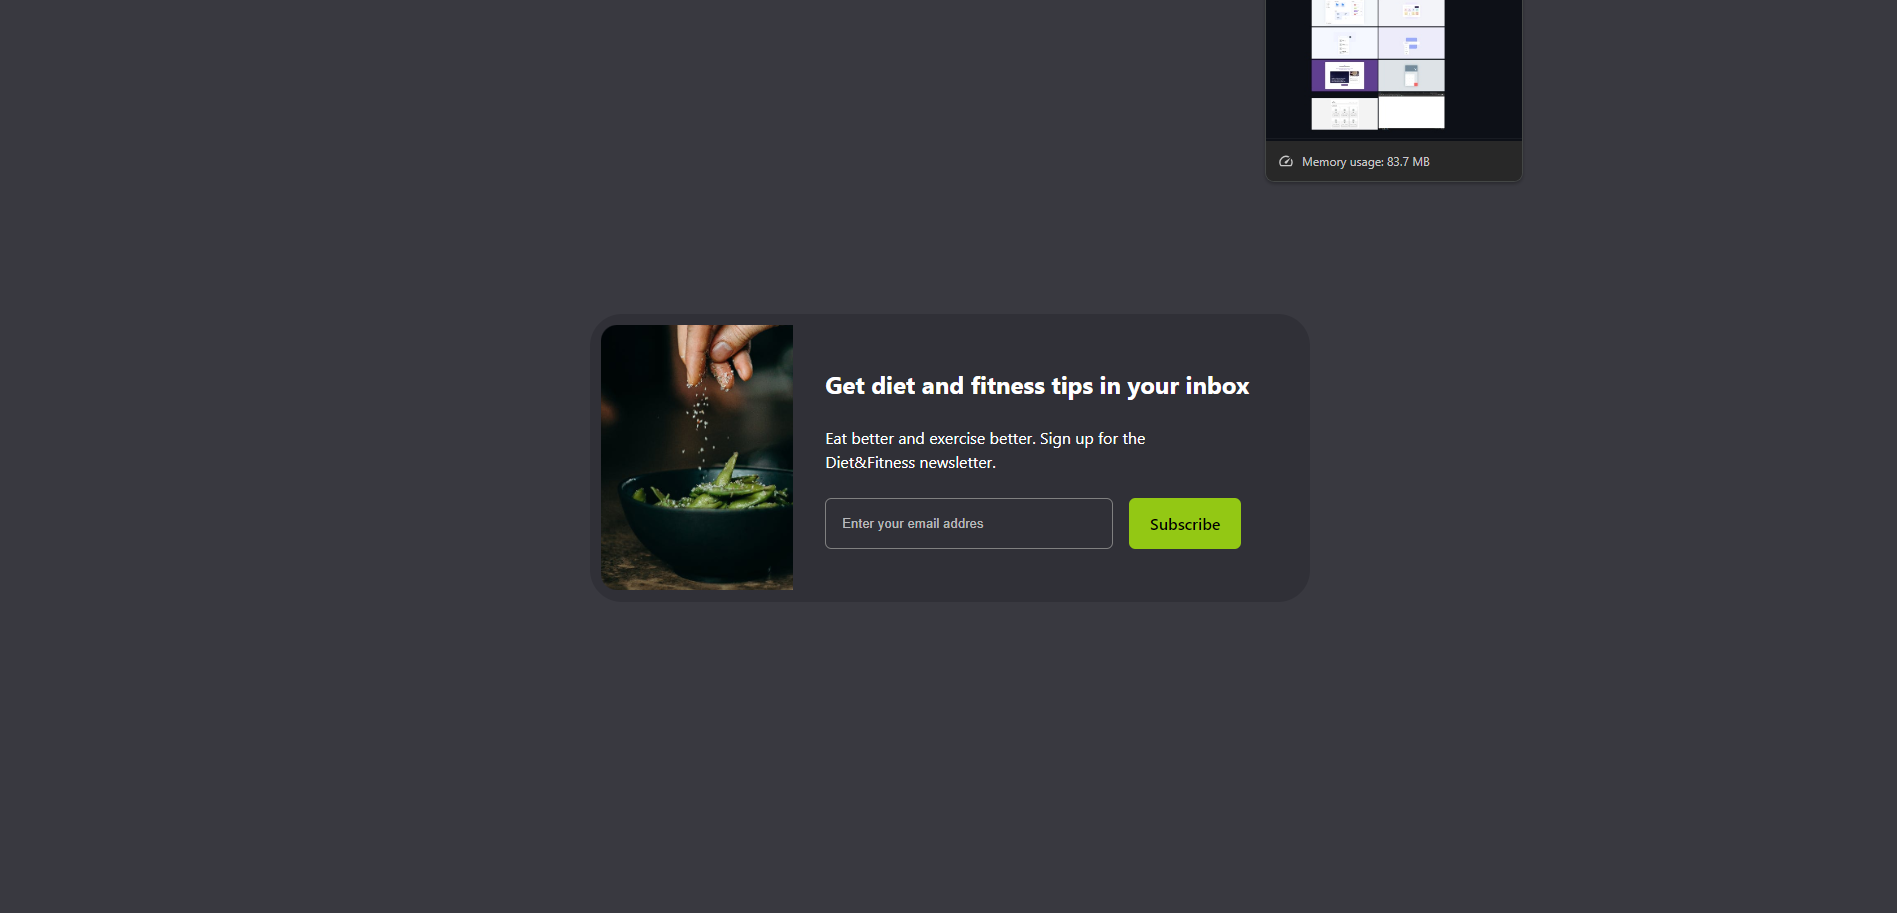 Memory usage: 83.7 MB
Get diet and fitness tips in your inbox
Eat better and exercise better. Sign up for the
Diet&Fitness newsletter.
Enter your email addres
Subscribe